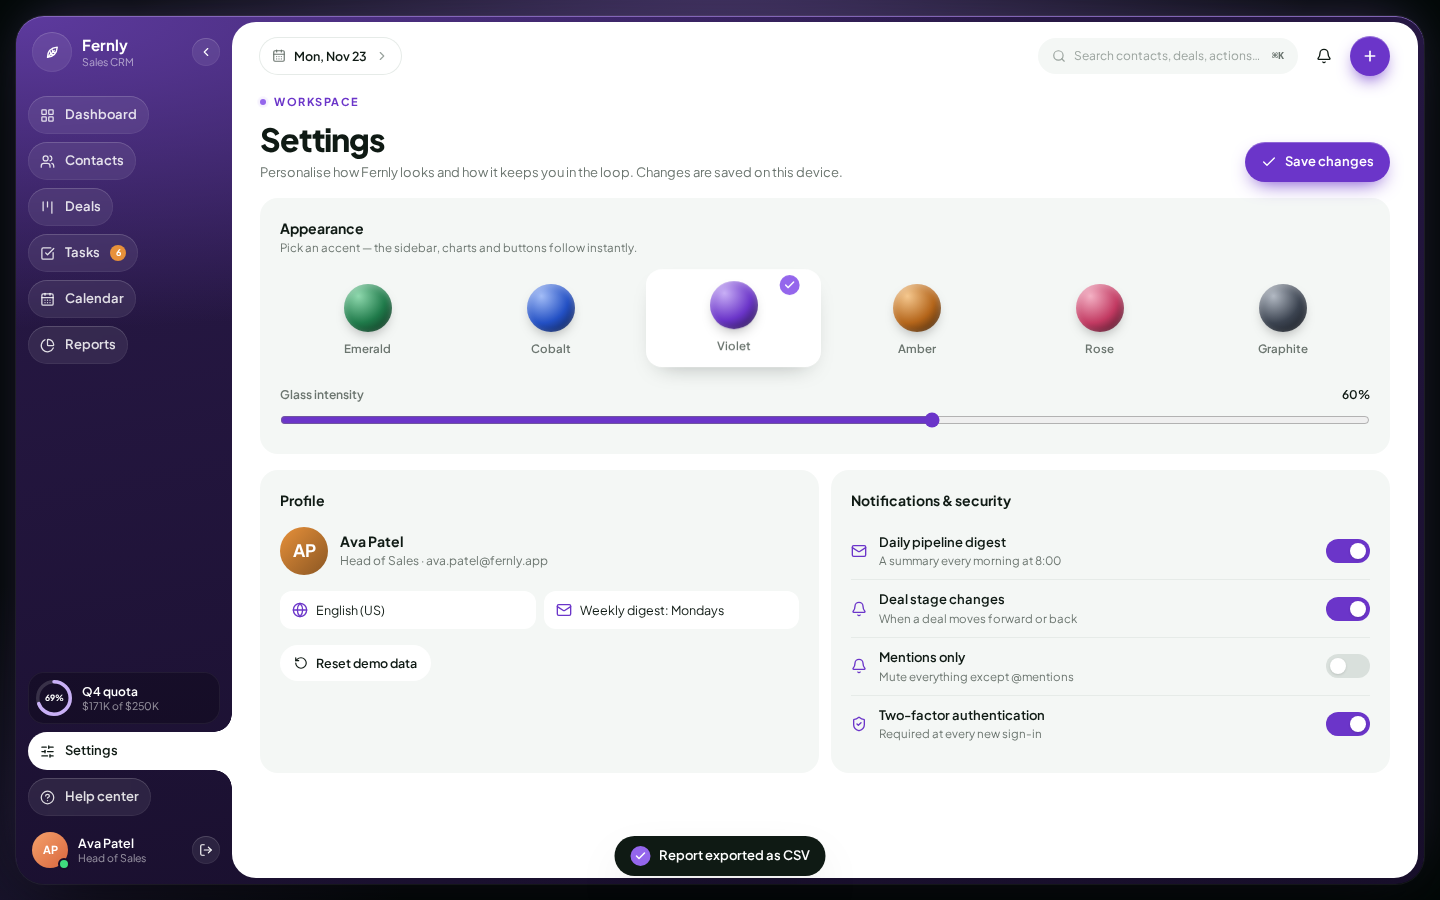 Fernly
Sales CRM
Dashboard
Contacts
Deals
Tasks 6
Calendar
Reports
69%
Q4 quota
$171K of $250K
Settings
Help center
AP
Ava Patel
Head of Sales
Mon, Nov 23
Search contacts, deals, actions... ⌘K
WORKSPACE
Settings
Personalise how Fernly looks and how it keeps you in the loop. Changes are saved on this device.
Save changes
Appearance
Pick an accent — the sidebar, charts and buttons follow instantly.
Emerald
Cobalt
Violet
Amber
Rose
Graphite
Glass intensity
60%
Profile
AP
Ava Patel
Head of Sales · ava.patel@fernly.app
English (US)
Weekly digest: Mondays
Reset demo data
Notifications & security
Daily pipeline digest
A summary every morning at 8:00
Deal stage changes
When a deal moves forward or back
Mentions only
Mute everything except @mentions
Two-factor authentication
Required at every new sign-in
Report exported as CSV